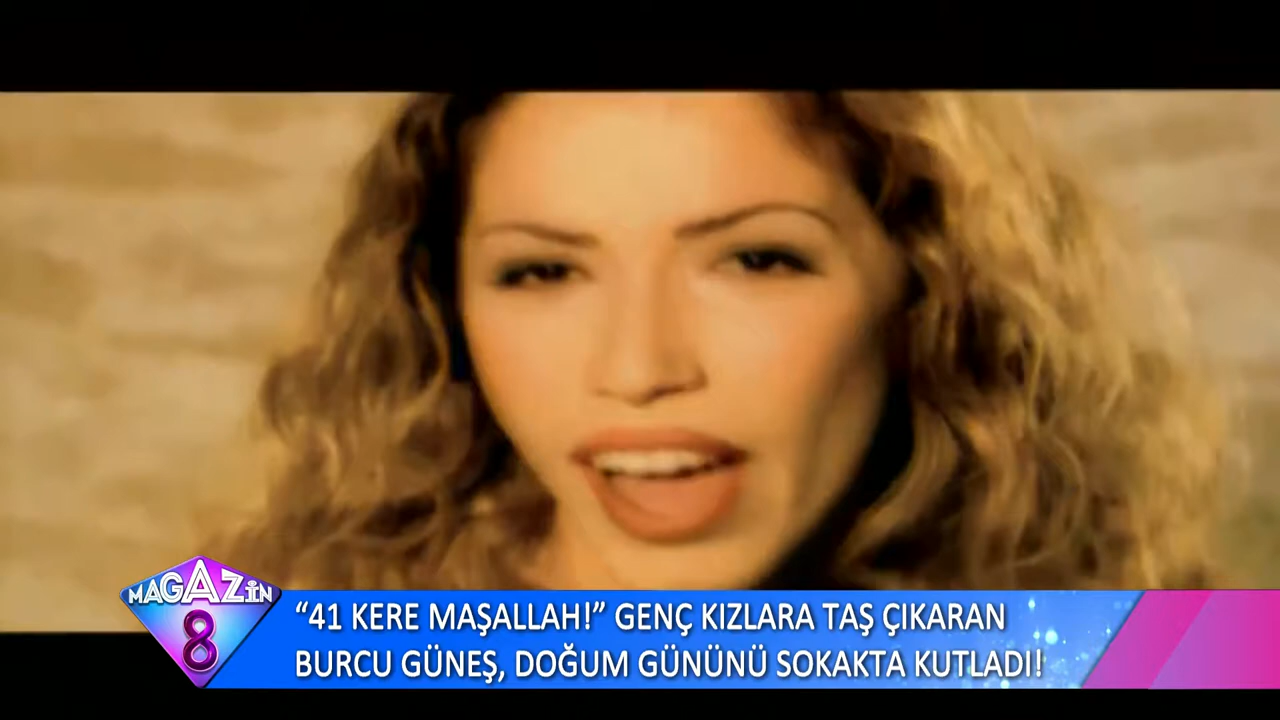 MAGAZİN
8
“41 KERE MAŞALLAH!” GENÇ KIZLARA TAŞ ÇIKARAN
BURCU GÜNEŞ, DOĞUM GÜNÜNÜ SOKAKTA KUTLADI!